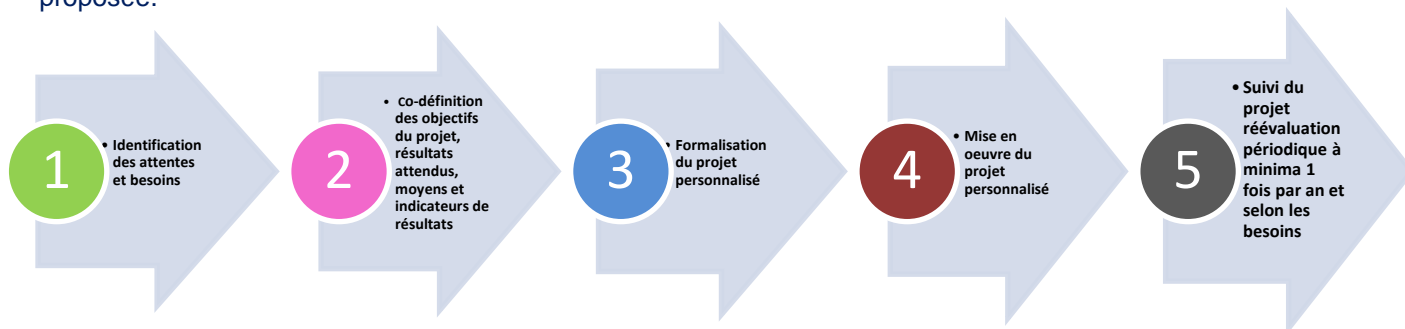 proposée.
1
• Identification
des attentes
et besoins
2
• Co-définition
des objectifs
du projet,
résultats
attendus,
moyens et
indicateurs de
résultats
3
• Formalisation
du projet
personnalisé
4
• Mise en
oeuvre du
projet
personnalisé
5
• Suivi du
projet
réévaluation
périodique à
minima 1
fois par an et
selon les
besoins